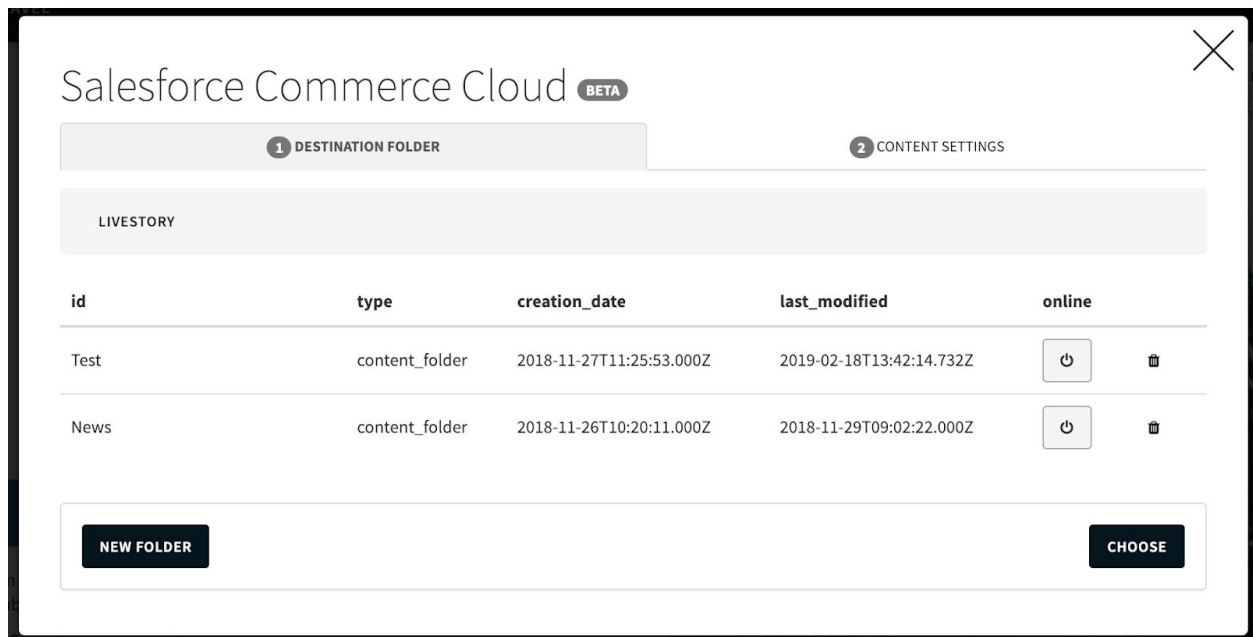 Salesforce Commerce Cloud BETA
1 DESTINATION FOLDER 2 CONTENT SETTINGS
LIVESTORY
id type creation_date last_modified online
Test content_folder 2018-11-27T11:25:53.000Z 2019-02-18T13:42:14.732Z
News content_folder 2018-11-26T10:20:11.000Z 2018-11-29T09:02:22.000Z
NEW FOLDER CHOOSE